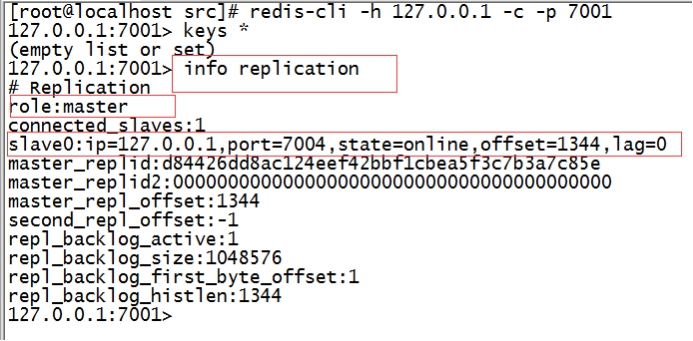 [root@localhost src]# redis-cli -h 127.0.0.1 -c -p 7001
127.0.0.1:7001> keys *
(empty list or set)
127.0.0.1:7001> info replication
# Replication
role:master
connected_slaves:1
slave0:ip=127.0.0.1,port=7004,state=online,offset=1344,lag=0
master_replid:d84426dd8ac124eef42bbf1cbea5f3c7b3a7c85e
master_replid2:0000000000000000000000000000000000000000
master_repl_offset:1344
second_repl_offset:-1
repl_backlog_active:1
repl_backlog_size:1048576
repl_backlog_first_byte_offset:1
repl_backlog_histlen:1344
127.0.0.1:7001>